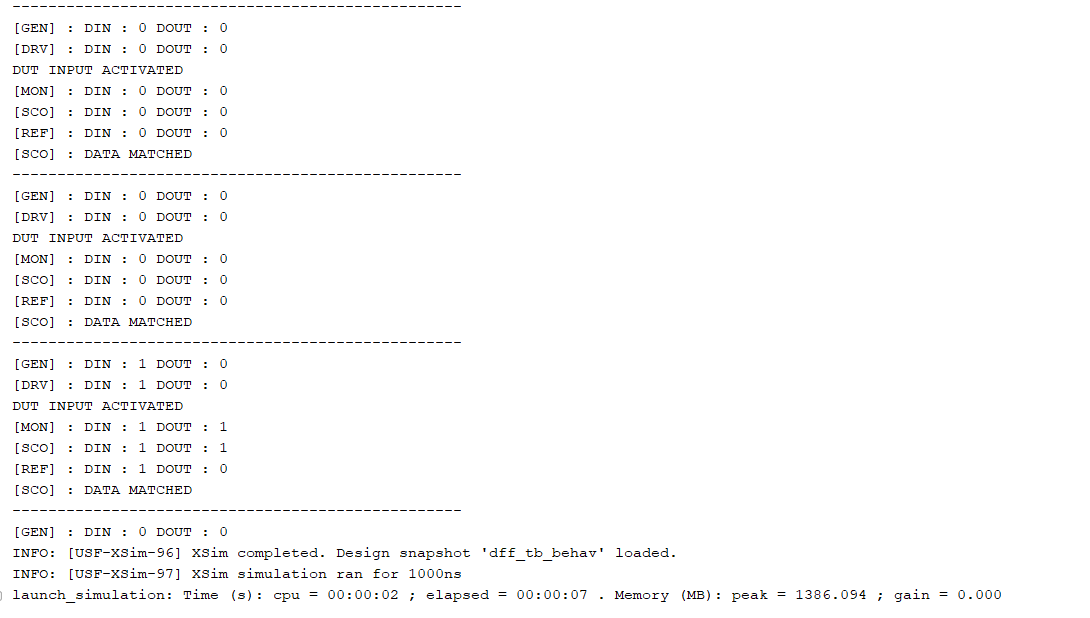 ---------------------------------------------------
[GEN] : DIN : 0 DOUT : 0
[DRV] : DIN : 0 DOUT : 0
DUT INPUT ACTIVATED
[MON] : DIN : 0 DOUT : 0
[SCO] : DIN : 0 DOUT : 0
[REF] : DIN : 0 DOUT : 0
[SCO] : DATA MATCHED
---------------------------------------------------
[GEN] : DIN : 0 DOUT : 0
[DRV] : DIN : 0 DOUT : 0
DUT INPUT ACTIVATED
[MON] : DIN : 0 DOUT : 0
[SCO] : DIN : 0 DOUT : 0
[REF] : DIN : 0 DOUT : 0
[SCO] : DATA MATCHED
---------------------------------------------------
[GEN] : DIN : 1 DOUT : 0
[DRV] : DIN : 1 DOUT : 0
DUT INPUT ACTIVATED
[MON] : DIN : 1 DOUT : 1
[SCO] : DIN : 1 DOUT : 1
[REF] : DIN : 1 DOUT : 0
[SCO] : DATA MATCHED
---------------------------------------------------
[GEN] : DIN : 0 DOUT : 0
INFO: [USF-XSim-96] XSim completed. Design snapshot 'dff_tb_behav' loaded.
INFO: [USF-XSim-97] XSim simulation ran for 1000ns
launch_simulation: Time (s): cpu = 00:00:02 ; elapsed = 00:00:07 . Memory (MB): peak = 1386.094 ; gain = 0.000